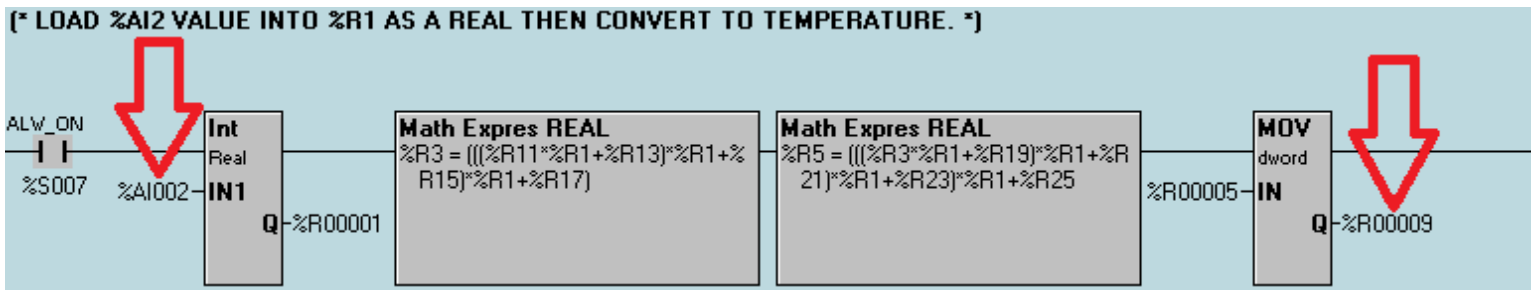 (* LOAD %AI2 VALUE INTO %R1 AS A REAL THEN CONVERT TO TEMPERATURE. *)
ALW_ON
%S007
%AI002
Int
Real
IN1
Q
%R00001
Math Expres REAL
%R3 = (((%R11*%R1+%R13)*%R1+%
R15)*%R1+%R17)
Math Expres REAL
%R5 = (((%R3*%R1+%R19)*%R1+%R
21)*%R1+%R23)*%R1+%R25
%R00005
MOV
dword
IN
Q
%R00009